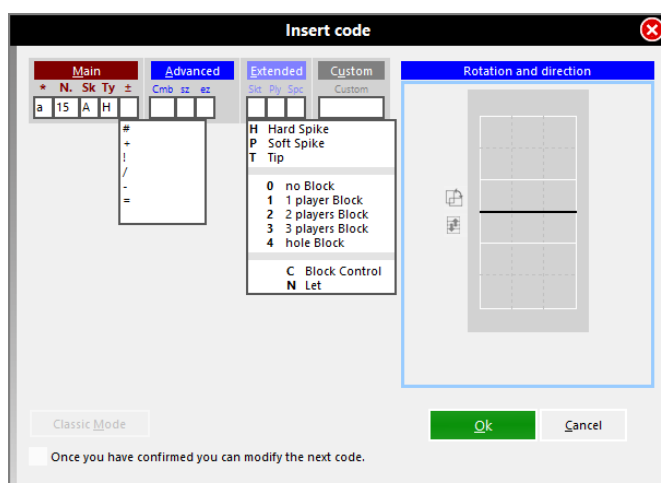 Insert code
Main Advanced Extended Custom Rotation and direction
* N. Sk Ty ± Cmb sz ez Skt Ply Spc Custom
a 15 A H
#
+
!
/
-
=
H Hard Spike
P Soft Spike
T Tip
0 no Block
1 1 player Block
2 2 players Block
3 3 players Block
4 hole Block
C Block Control
N Let
Classic Mode
Ok
Cancel
Once you have confirmed you can modify the next code.